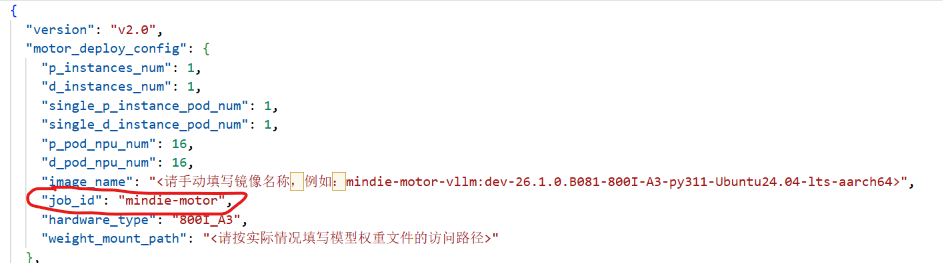 {
"version": "v2.0",
"motor_deploy_config": {
"p_instances_num": 1,
"d_instances_num": 1,
"single_p_instance_pod_num": 1,
"single_d_instance_pod_num": 1,
"p_pod_npu_num": 16,
"d_pod_npu_num": 16,
"image_name": "<请手动填写镜像名称，例如：mindie-motor-vllm:dev-26.1.0.B081-800I-A3-py311-Ubuntu24.04-lts-aarch64>",
"job_id": "mindie-motor",
"hardware_type": "800I_A3",
"weight_mount_path": "<请按实际情况填写模型权重文件的访问路径>"
},